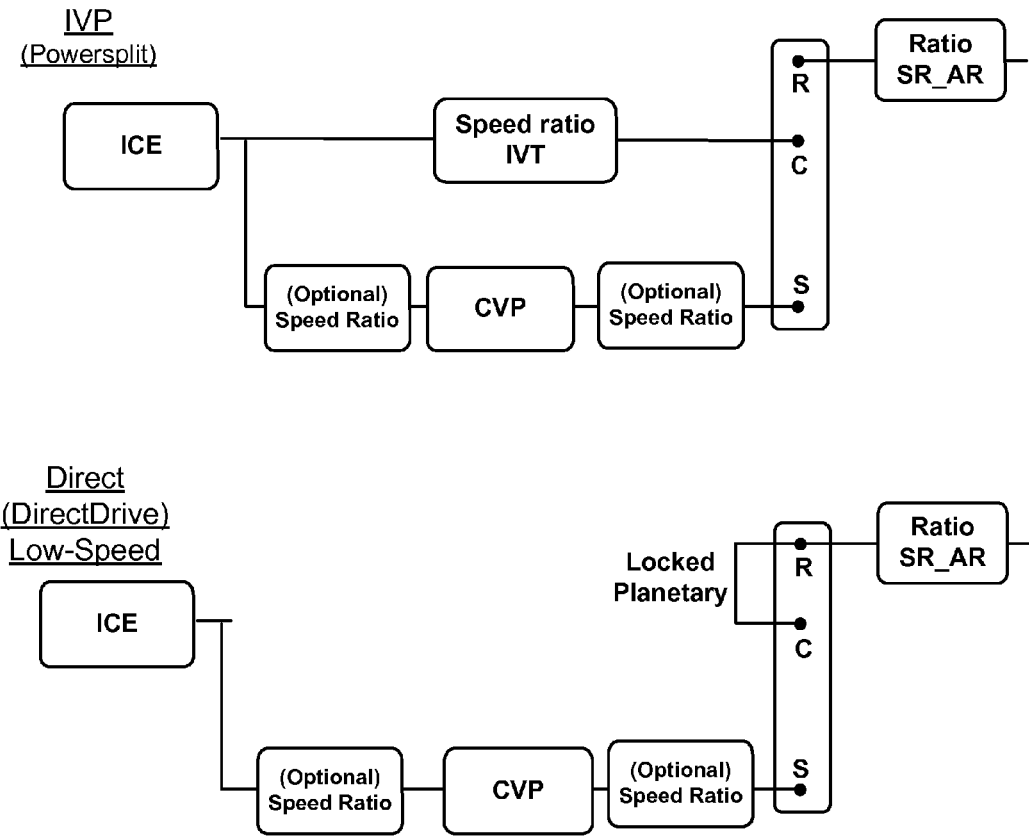 IVP
(Powersplit)
ICE
Speed ratio
IVT
(Optional)
Speed Ratio
CVP
(Optional)
Speed Ratio
R
C
S
Ratio
SR_AR
Direct
(DirectDrive)
Low-Speed
ICE
(Optional)
Speed Ratio
CVP
(Optional)
Speed Ratio
Locked
Planetary
R
C
S
Ratio
SR_AR